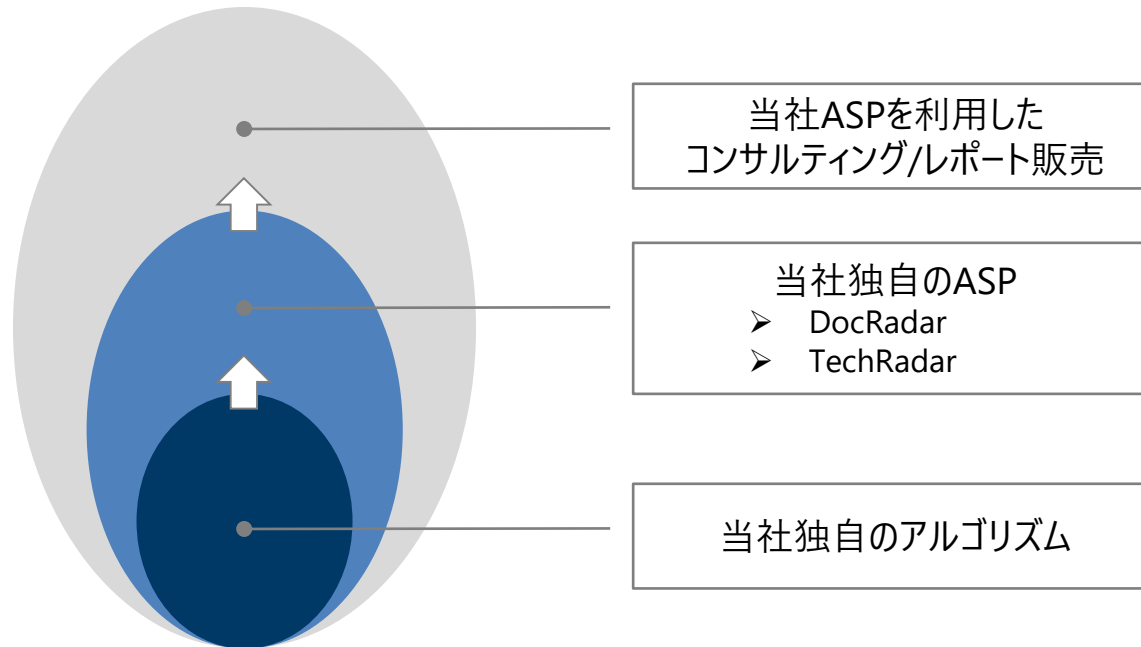 当社ASPを利用した
コンサルティング/レポート販売
当社独自のASP
➢ DocRadar
➢ TechRadar
当社独自のアルゴリズム